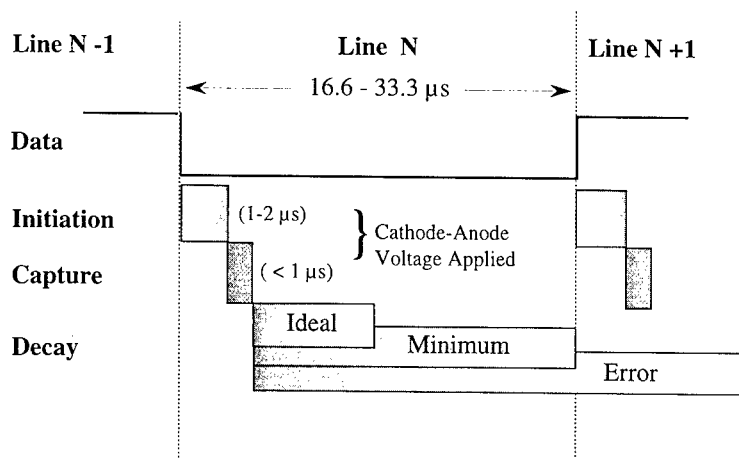 Line N -1
Line N
Line N +1
16.6 - 33.3 µs
Data
Initiation
(1-2 µs)
Cathode-Anode
Voltage Applied
Capture
( < 1 µs)
Decay
Ideal
Minimum
Error